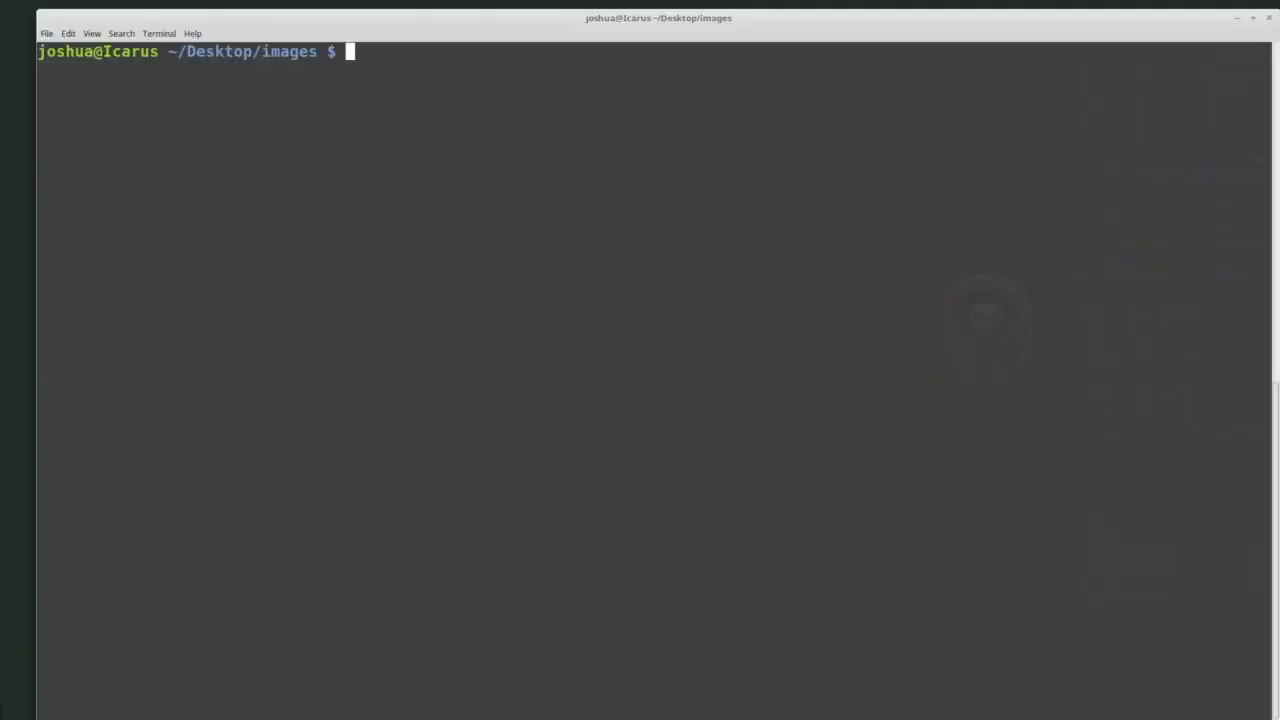 joshua@Icarus ~/Desktop/images
File Edit View Search Terminal Help
joshua@Icarus ~/Desktop/images $